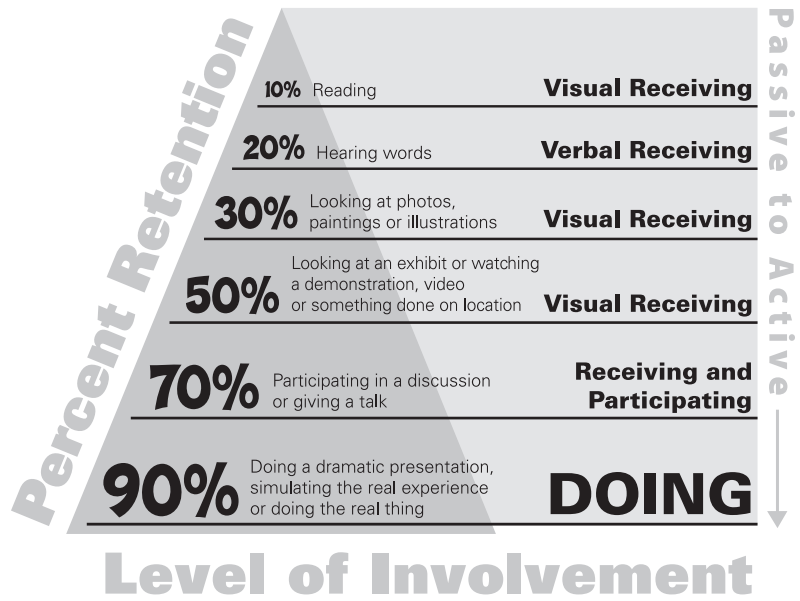 Percent Retention
10% Reading Visual Receiving
20% Hearing words Verbal Receiving
30% Looking at photos,
paintings or illustrations Visual Receiving
50% Looking at an exhibit or watching
a demonstration, video
or something done on location Visual Receiving
70% Participating in a discussion
or giving a talk
Receiving and
Participating
90% Doing a dramatic presentation,
simulating the real experience
or doing the real thing
DOING
Passive to Active
Level of Involvement